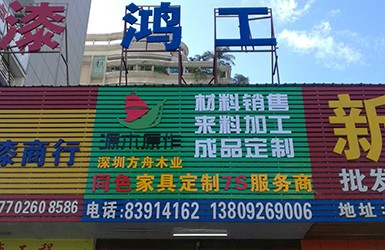 漆 鸿 工
材料销售
来料加工
成品定制
源木原作
深圳方舟木业
同色家具定制7S服务商
电话:83914162 13809269006
漆商行
7702608586
新
批发
地址: